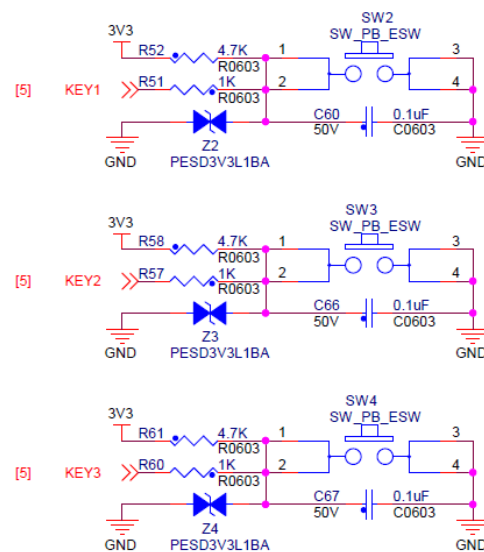 SW2
SW_PB_ESW
3V3
R52 4.7K 1 3
R0603
[5] KEY1 R51 1K 2 4
R0603
C60 0.1uF
50V C0603
GND Z2 GND
PESD3V3L1BA
SW3
SW_PB_ESW
3V3
R58 4.7K 1 3
R0603
[5] KEY2 R57 1K 2 4
R0603
C66 0.1uF
50V C0603
GND Z3 GND
PESD3V3L1BA
SW4
SW_PB_ESW
3V3
R61 4.7K 1 3
R0603
[5] KEY3 R60 1K 2 4
R0603
C67 0.1uF
50V C0603
GND Z4 GND
PESD3V3L1BA